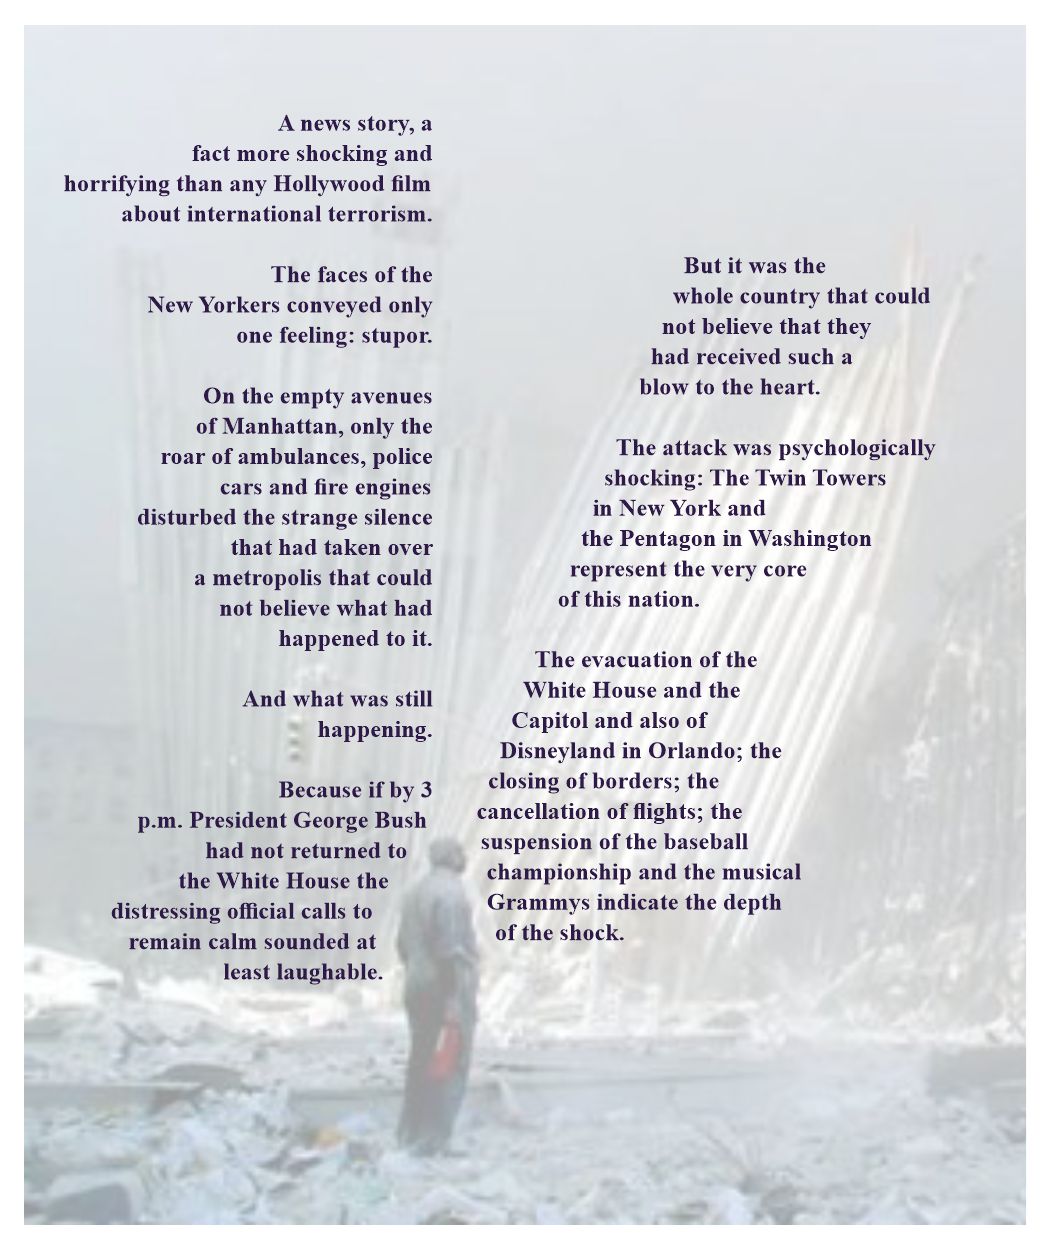 A news story, a
fact more shocking and
horrifying than any Hollywood film
about international terrorism.
The faces of the
New Yorkers conveyed only
one feeling: stupor.
On the empty avenues
of Manhattan, only the
roar of ambulances, police
cars and fire engines
disturbed the strange silence
that had taken over
a metropolis that could
not believe what had
happened to it.
And what was still
happening.
Because if by 3
p.m. President George Bush
had not returned to
the White House the
distressing official calls to
remain calm sounded at
least laughable.
But it was the
whole country that could
not believe that they
had received such a
blow to the heart.
The attack was psychologically
shocking: The Twin Towers
in New York and
the Pentagon in Washington
represent the very core
of this nation.
The evacuation of the
White House and the
Capitol and also of
Disneyland in Orlando; the
closing of borders; the
cancellation of flights; the
suspension of the baseball
championship and the musical
Grammys indicate the depth
of the shock.